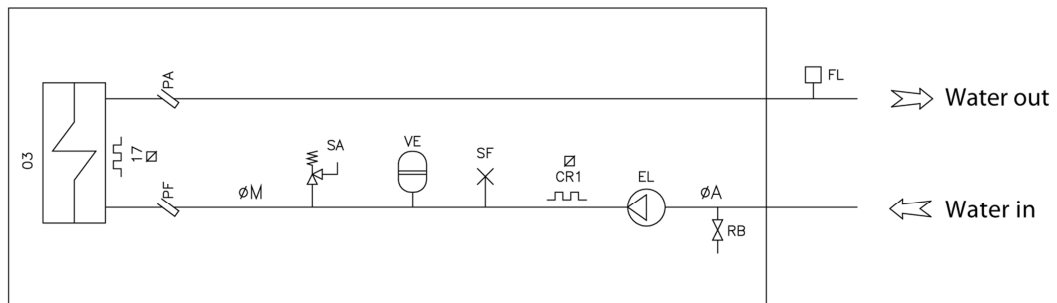 PA
FL
Water out
03
17
SA
VE
SF
CR1
EL
PF
øM
øA
RB
Water in